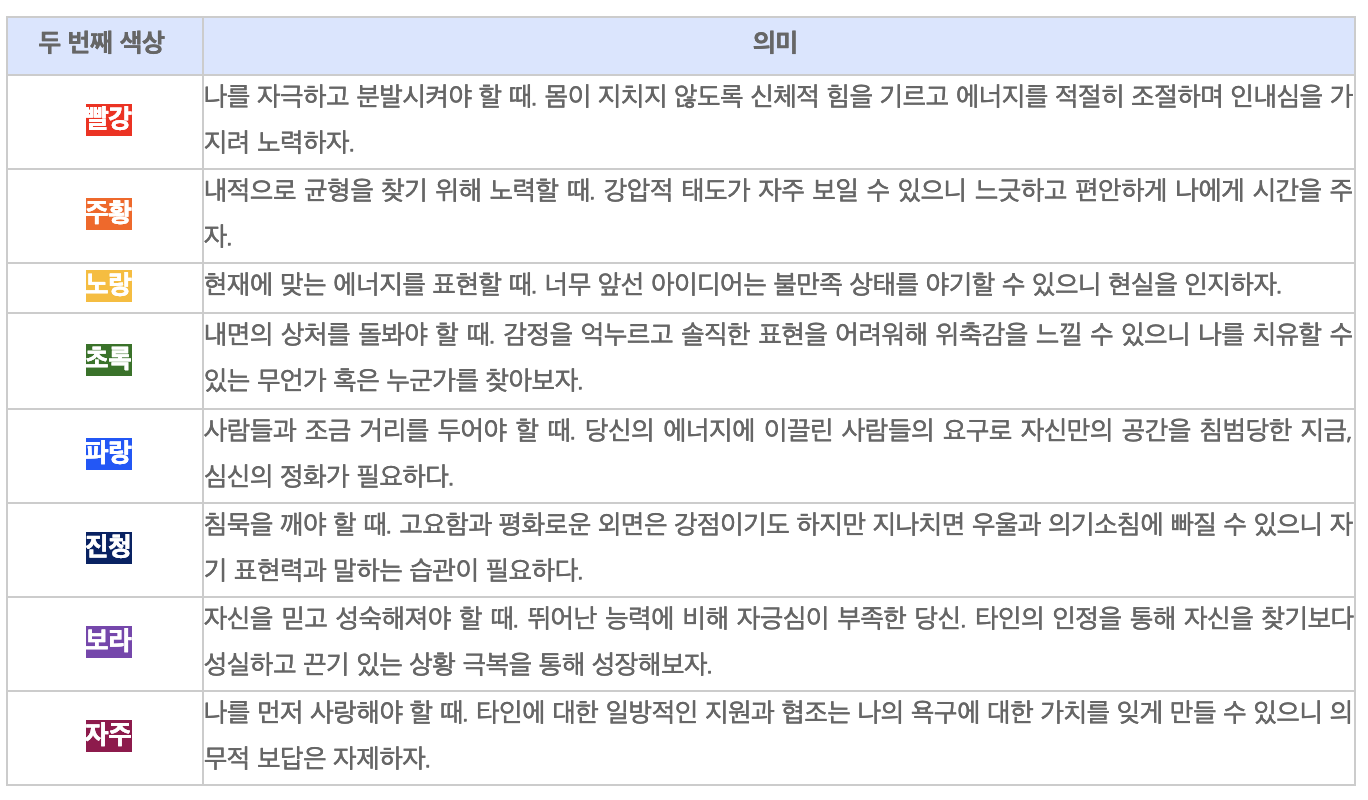 두 번째 색상
의미
빨강
나를 자극하고 분발시켜야 할 때. 몸이 지치지 않도록 신체적 힘을 기르고 에너지를 적절히 조절하며 인내심을 가
지려 노력하자.
주황
내적으로 균형을 찾기 위해 노력할 때. 강압적 태도가 자주 보일 수 있으니 느긋하고 편안하게 나에게 시간을 주
자.
노랑
현재에 맞는 에너지를 표현할 때. 너무 앞선 아이디어는 불만족 상태를 야기할 수 있으니 현실을 인지하자.
초록
내면의 상처를 돌봐야 할 때. 감정을 억누르고 솔직한 표현을 어려워해 위축감을 느낄 수 있으니 나를 치유할 수
있는 무언가 혹은 누군가를 찾아보자.
파랑
사람들과 조금 거리를 두어야 할 때. 당신의 에너지에 이끌린 사람들의 요구로 자신만의 공간을 침범당한 지금,
심신의 정화가 필요하다.
진청
침묵을 깨야 할 때. 고요함과 평화로운 외면은 강점이기도 하지만 지나치면 우울과 의기소침에 빠질 수 있으니 자
기 표현력과 말하는 습관이 필요하다.
보라
자신을 믿고 성숙해져야 할 때. 뛰어난 능력에 비해 자긍심이 부족한 당신. 타인의 인정을 통해 자신을 찾기보다
성실하고 끈기 있는 상황 극복을 통해 성장해보자.
자주
나를 먼저 사랑해야 할 때. 타인에 대한 일방적인 지원과 협조는 나의 욕구에 대한 가치를 잊게 만들 수 있으니 의
무적 보답은 자제하자.